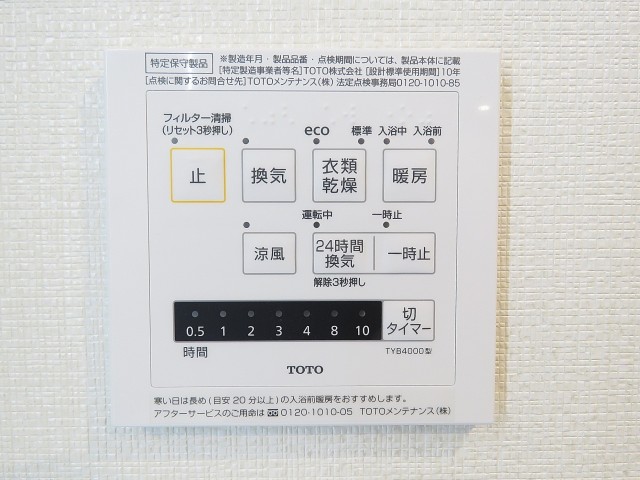 特定保守製品
※製造年月・製品品番・点検期間については、製品本体に記載
[特定製造事業者等名]TOTO株式会社 [設計標準使用期間]10年
[点検に関するお問合せ先]TOTOメンテナンス(株) 法定点検事務局0120-1010-85
フィルター清掃
(リセット3秒押し)
eco 標準 入浴中 入浴前
止 換気 衣類乾燥 暖房
運転中 一時止
涼風 24時間換気 一時止
解除3秒押し
0.5 1 2 3 4 8 10
切タイマー
時間
TYB4000型
TOTO
寒い日は長め(目安20分以上)の入浴前暖房をおすすめします。
アフターサービスのご用命は 0120-1010-05 TOTOメンテナンス(株)